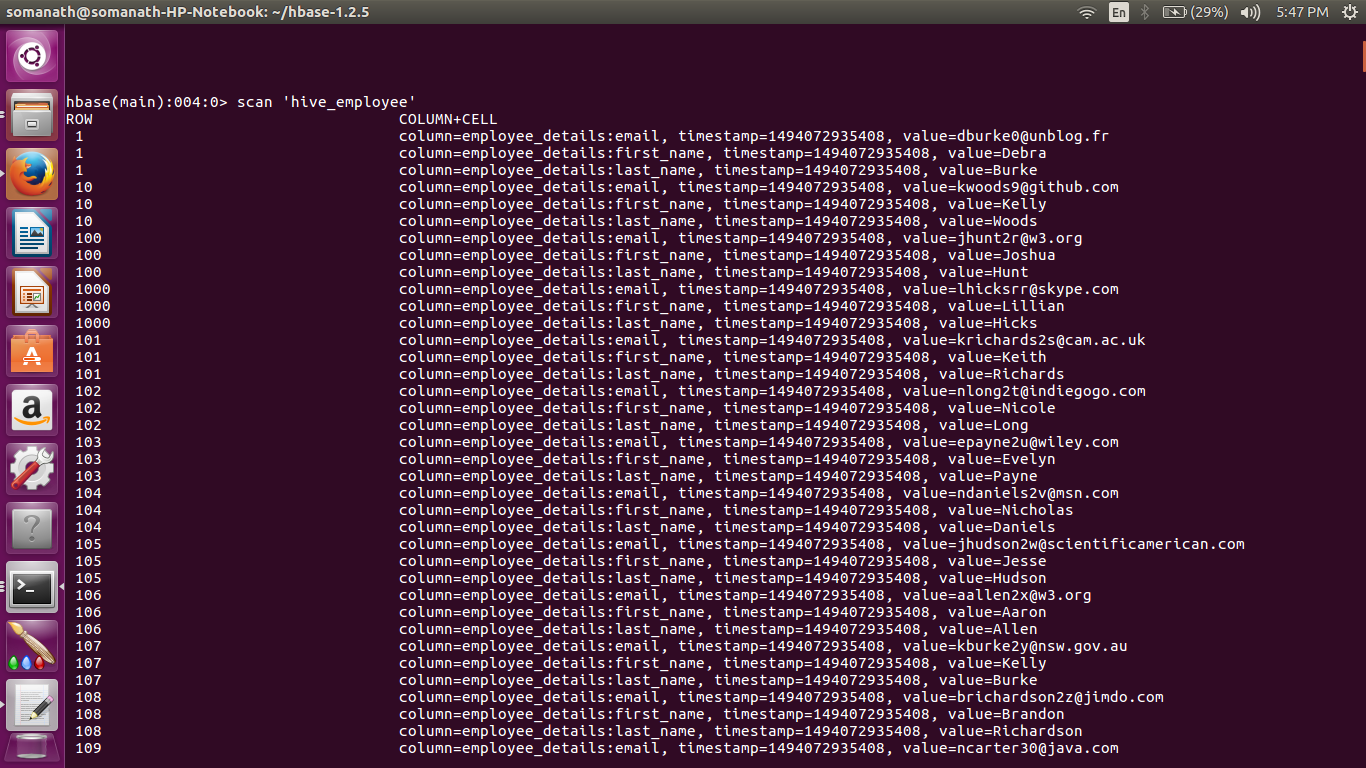 somanath@somanath-HP-Notebook: ~/hbase-1.2.5 En (29%) 5:47 PM
hbase(main):004:0> scan 'hive_employee'
ROW COLUMN+CELL
1 column=employee_details:email, timestamp=1494072935408, value=dburke0@unblog.fr
1 column=employee_details:first_name, timestamp=1494072935408, value=Debra
1 column=employee_details:last_name, timestamp=1494072935408, value=Burke
10 column=employee_details:email, timestamp=1494072935408, value=kwoods9@github.com
10 column=employee_details:first_name, timestamp=1494072935408, value=Kelly
10 column=employee_details:last_name, timestamp=1494072935408, value=Woods
100 column=employee_details:email, timestamp=1494072935408, value=jhunt2r@w3.org
100 column=employee_details:first_name, timestamp=1494072935408, value=Joshua
100 column=employee_details:last_name, timestamp=1494072935408, value=Hunt
1000 column=employee_details:email, timestamp=1494072935408, value=lhicksrr@skype.com
1000 column=employee_details:first_name, timestamp=1494072935408, value=Lillian
1000 column=employee_details:last_name, timestamp=1494072935408, value=Hicks
101 column=employee_details:email, timestamp=1494072935408, value=krichards2s@cam.ac.uk
101 column=employee_details:first_name, timestamp=1494072935408, value=Keith
101 column=employee_details:last_name, timestamp=1494072935408, value=Richards
102 column=employee_details:email, timestamp=1494072935408, value=nlong2t@indiegogo.com
102 column=employee_details:first_name, timestamp=1494072935408, value=Nicole
102 column=employee_details:last_name, timestamp=1494072935408, value=Long
103 column=employee_details:email, timestamp=1494072935408, value=epayne2u@wiley.com
103 column=employee_details:first_name, timestamp=1494072935408, value=Evelyn
103 column=employee_details:last_name, timestamp=1494072935408, value=Payne
104 column=employee_details:email, timestamp=1494072935408, value=ndaniels2v@msn.com
104 column=employee_details:first_name, timestamp=1494072935408, value=Nicholas
104 column=employee_details:last_name, timestamp=1494072935408, value=Daniels
105 column=employee_details:email, timestamp=1494072935408, value=jhudson2w@scientificamerican.com
105 column=employee_details:first_name, timestamp=1494072935408, value=Jesse
105 column=employee_details:last_name, timestamp=1494072935408, value=Hudson
106 column=employee_details:email, timestamp=1494072935408, value=aallen2x@w3.org
106 column=employee_details:first_name, timestamp=1494072935408, value=Aaron
106 column=employee_details:last_name, timestamp=1494072935408, value=Allen
107 column=employee_details:email, timestamp=1494072935408, value=kburke2y@nsw.gov.au
107 column=employee_details:first_name, timestamp=1494072935408, value=Kelly
107 column=employee_details:last_name, timestamp=1494072935408, value=Burke
108 column=employee_details:email, timestamp=1494072935408, value=brichardson2z@jimdo.com
108 column=employee_details:first_name, timestamp=1494072935408, value=Brandon
108 column=employee_details:last_name, timestamp=1494072935408, value=Richardson
109 column=employee_details:email, timestamp=1494072935408, value=ncarter30@java.com